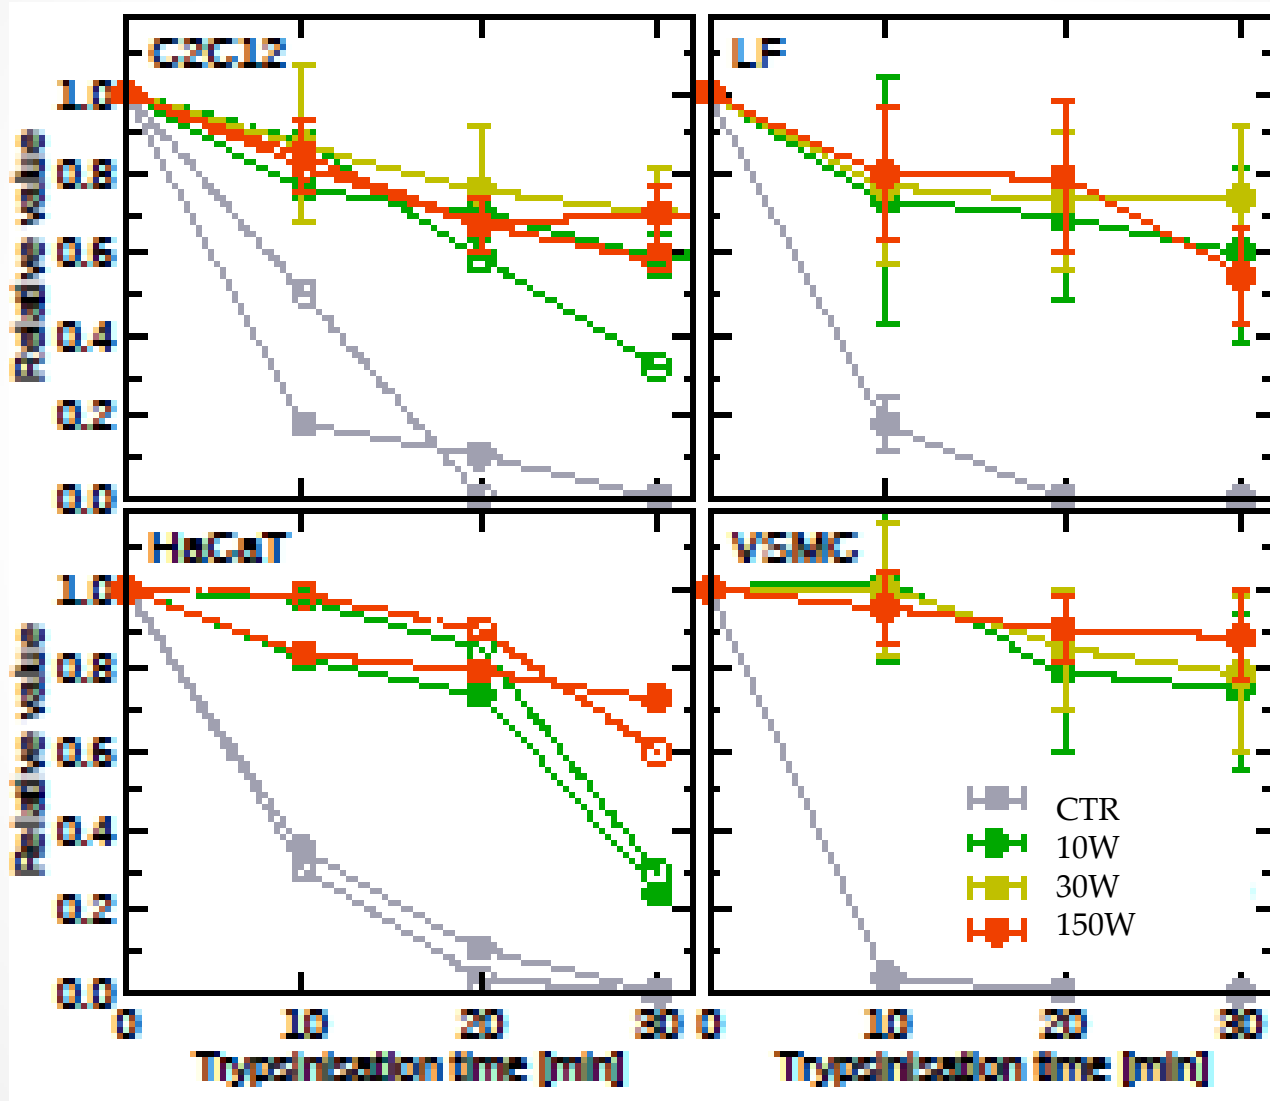 C2C12
LF
Relative value
1.0
0.8
0.6
0.4
0.2
0.0
HaCaT
VSMC
Relative value
1.0
0.8
0.6
0.4
0.2
0.0
CTR
10W
30W
150W
0 10 20 30
0 10 20 30
Trypsinisation time [min]
Trypsinisation time [min]